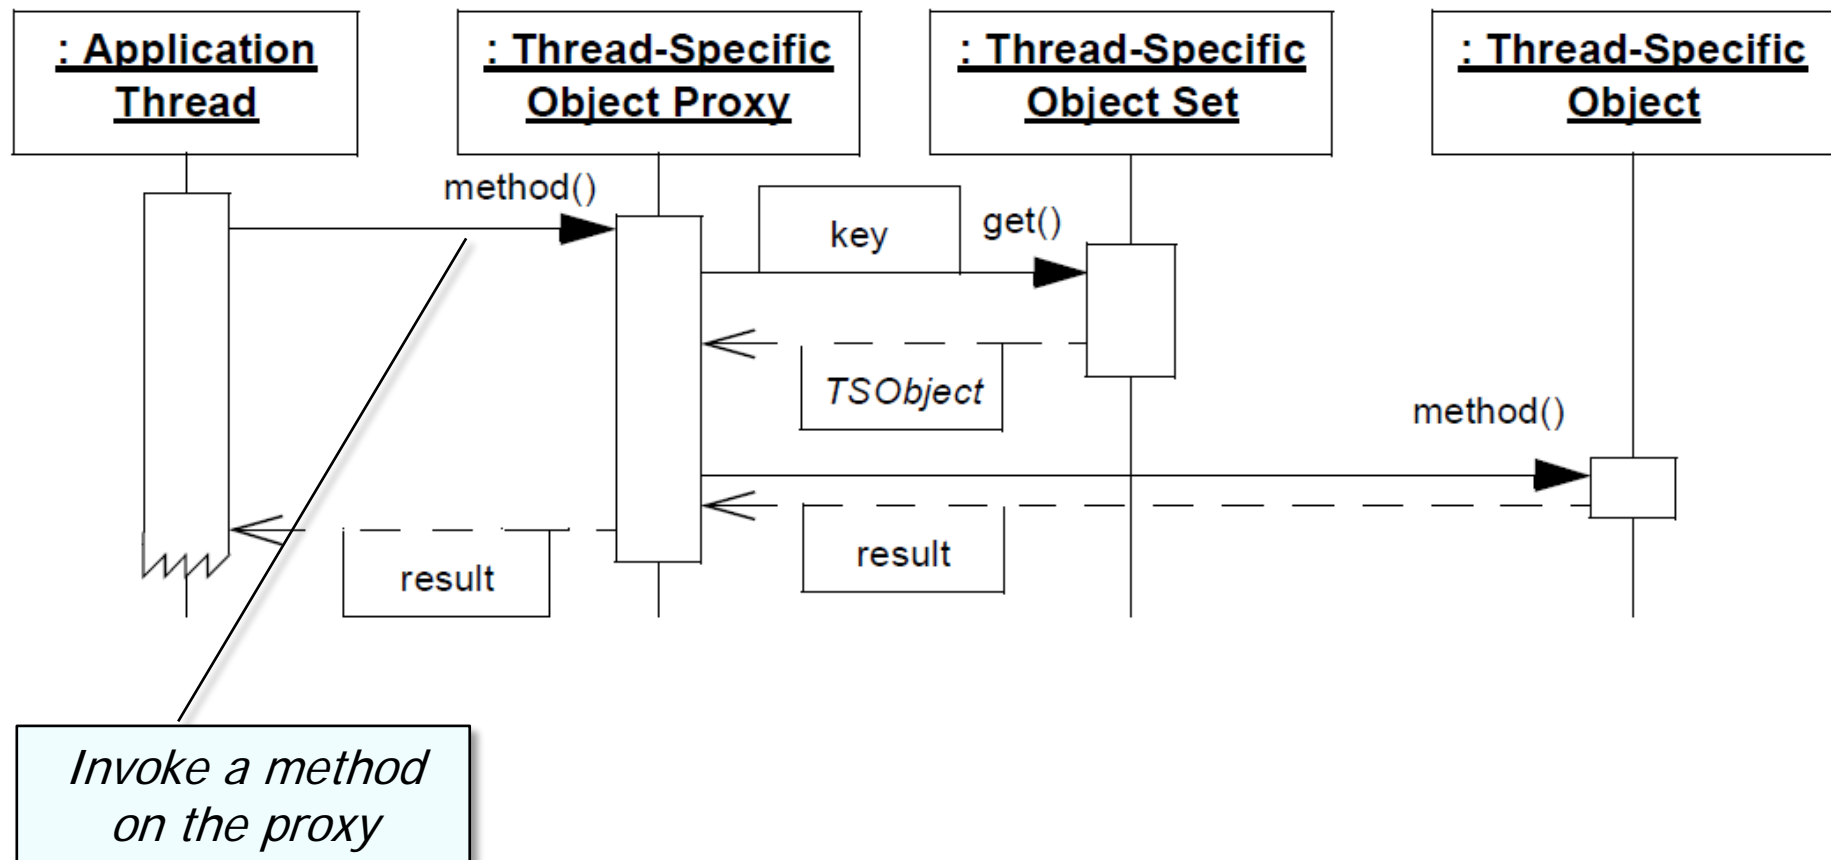 : Application
Thread
: Thread-Specific
Object Proxy
: Thread-Specific
Object Set
: Thread-Specific
Object
method()
key
get()
TSObject
method()
result
result
Invoke a method
on the proxy